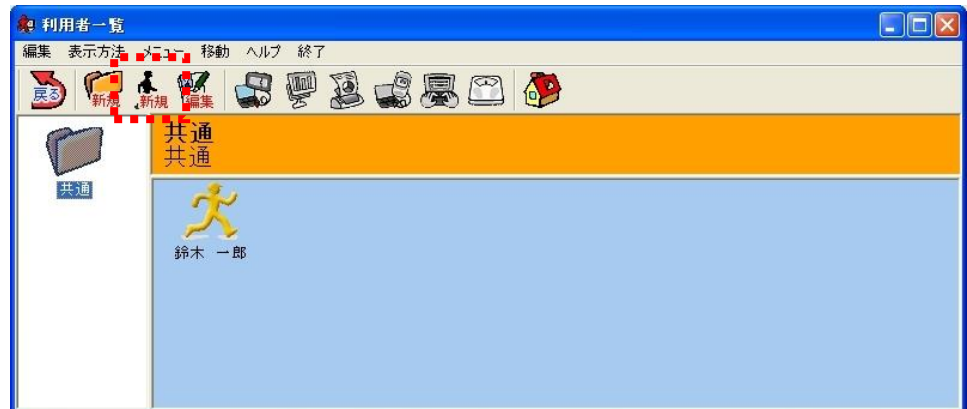 利用者一覧
編集 表示方法 メニュー 移動 ヘルプ 終了
戻る 新規 新規 編集
共通
共通
共通
鈴木 一郎